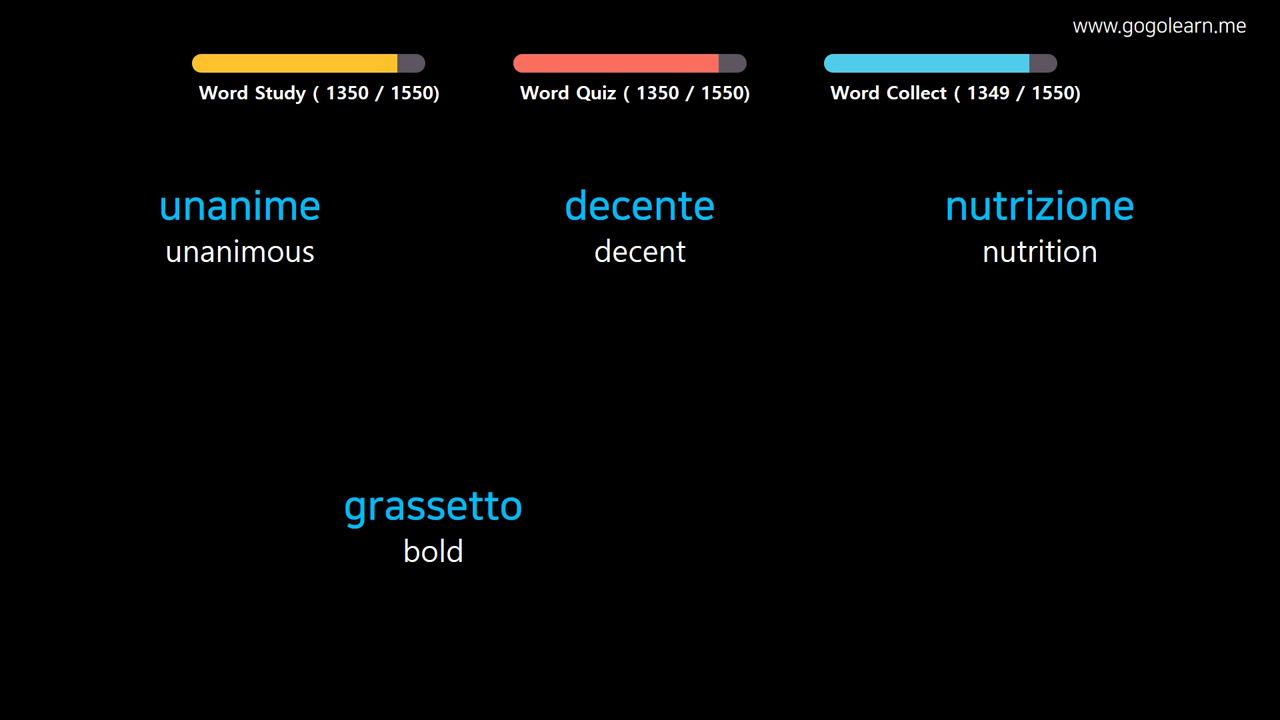 www.gogolearn.me
Word Study ( 1350 / 1550)
Word Quiz ( 1350 / 1550)
Word Collect ( 1349 / 1550)
unanime
unanimous
decente
decent
nutrizione
nutrition
grassetto
bold